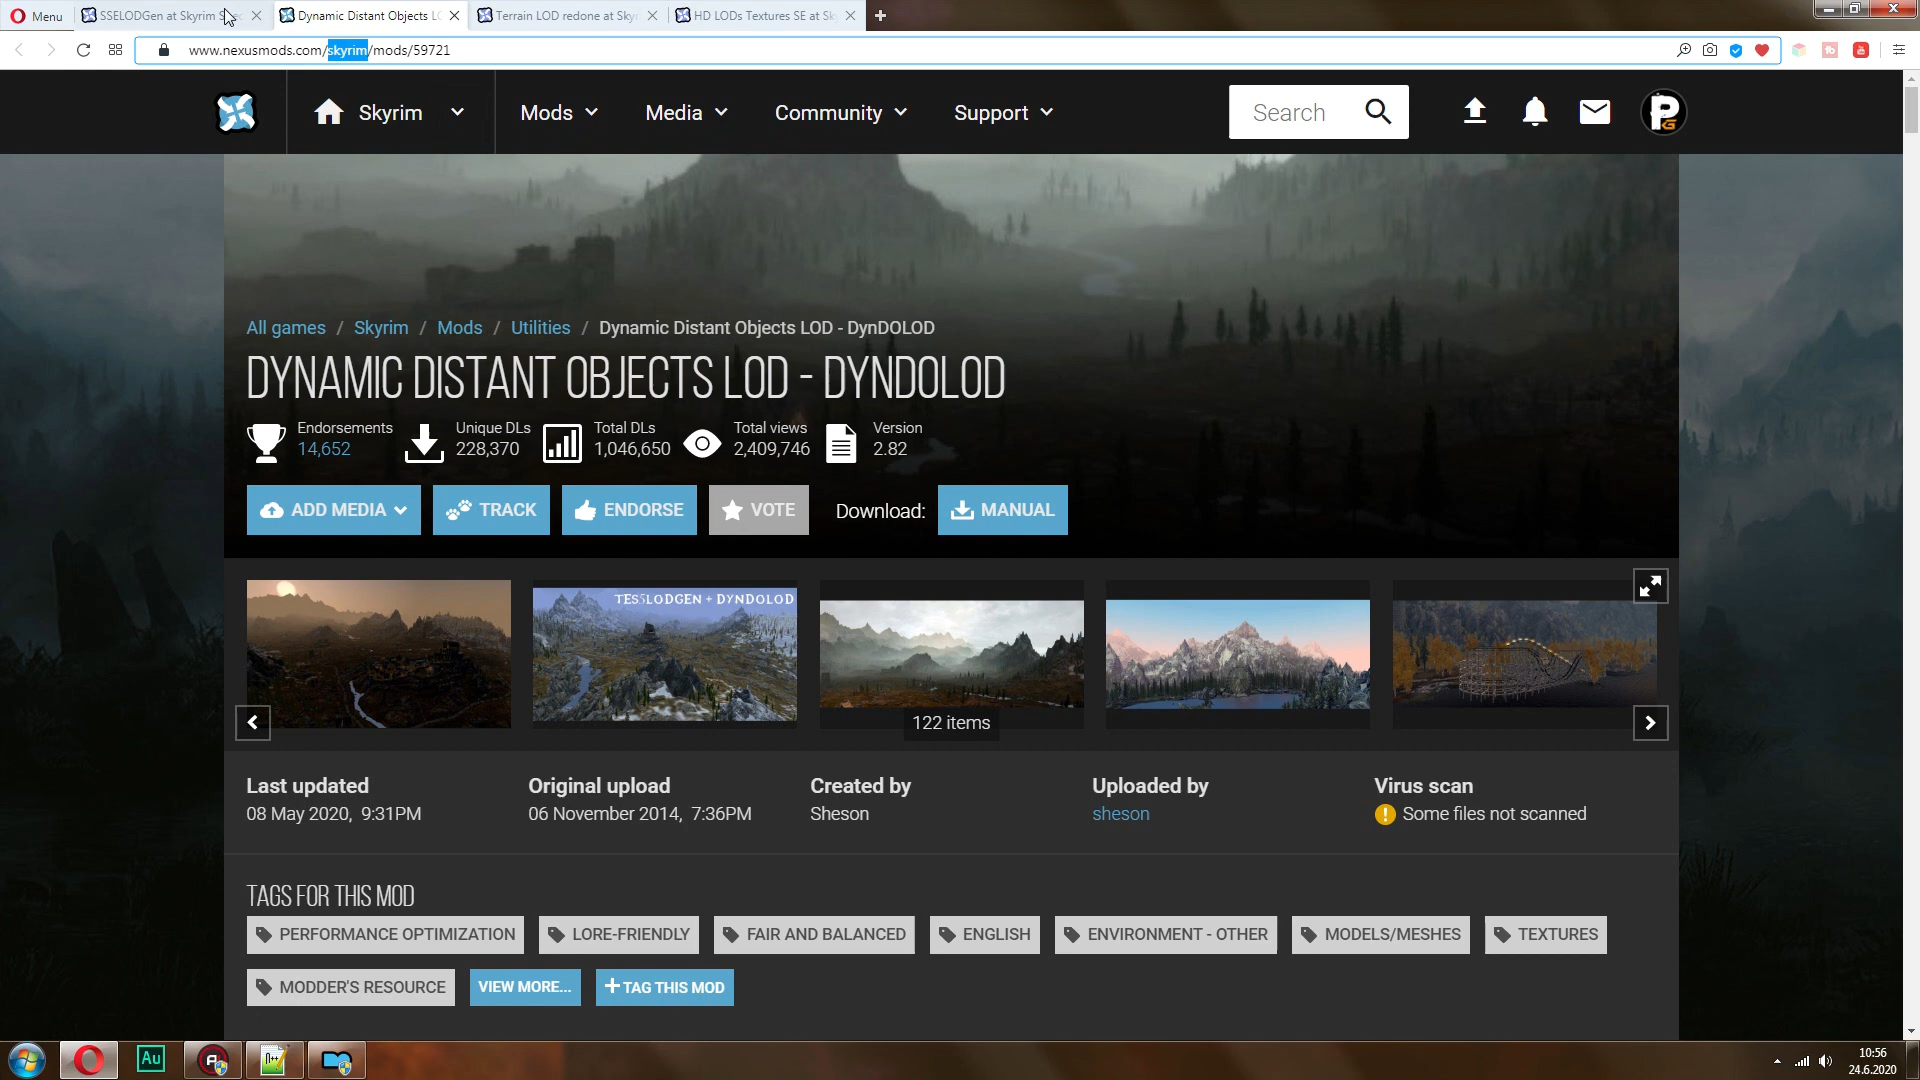 Menu
SSELODGen at Skyrim S
Dynamic Distant Objects LO
Terrain LOD redone at Sky
HD LODs Textures SE at Sk
www.nexusmods.com/skyrim/mods/59721
Skyrim
Mods
Media
Community
Support
Search
All games / Skyrim / Mods / Utilities / Dynamic Distant Objects LOD - DynDOLOD
DYNAMIC DISTANT OBJECTS LOD - DYNDOLOD
Endorsements
14,652
Unique DLs
228,370
Total DLs
1,046,650
Total views
2,409,746
Version
2.82
ADD MEDIA
TRACK
ENDORSE
VOTE
Download:
MANUAL
TES5LODGEN + DYNDOLOD
122 items
Last updated
08 May 2020, 9:31PM
Original upload
06 November 2014, 7:36PM
Created by
Sheson
Uploaded by
sheson
Virus scan
Some files not scanned
TAGS FOR THIS MOD
PERFORMANCE OPTIMIZATION
LORE-FRIENDLY
FAIR AND BALANCED
ENGLISH
ENVIRONMENT - OTHER
MODELS/MESHES
TEXTURES
MODDER'S RESOURCE
VIEW MORE...
TAG THIS MOD
Au
10:56
24.6.2020